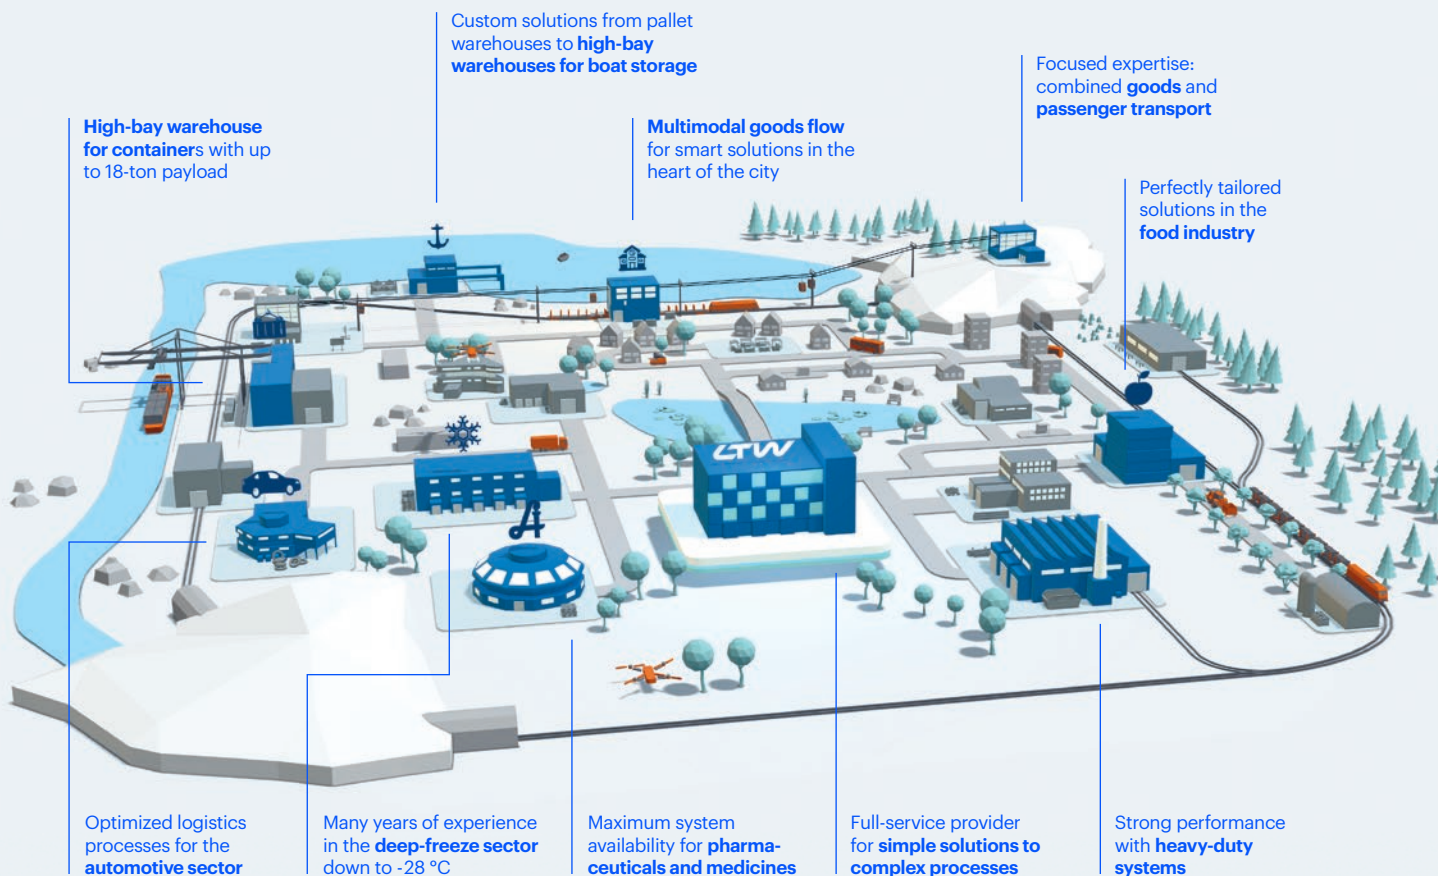 Custom solutions from pallet
warehouses to high-bay
warehouses for boat storage
Focused expertise:
combined goods and
passenger transport
High-bay warehouse
for containers with up
to 18-ton payload
Multimodal goods flow
for smart solutions in the
heart of the city
Perfectly tailored
solutions in the
food industry
LTW
Optimized logistics
processes for the
automotive sector
Many years of experience
in the deep-freeze sector
down to -28 °C
Maximum system
availability for pharma-
ceuticals and medicines
Full-service provider
for simple solutions to
complex processes
Strong performance
with heavy-duty
systems